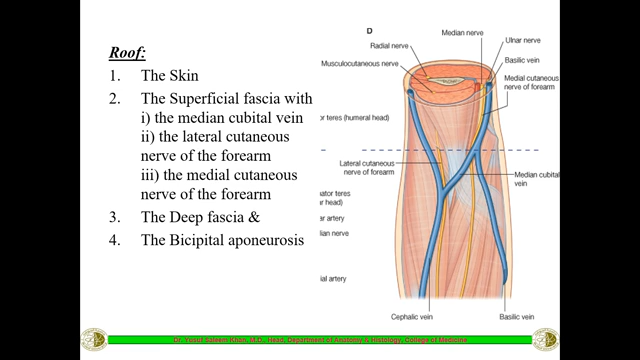 Roof:
1. The Skin
2. The Superficial fascia with
i) the median cubital vein
ii) the lateral cutaneous
nerve of the forearm
iii) the medial cutaneous
nerve of the forearm
3. The Deep fascia &
4. The Bicipital aponeurosis
D
Median nerve
Radial nerve
Ulnar nerve
Musculocutaneous nerve
Basilic vein
Medial cutaneous
nerve of forearm
or teres (humeral head)
Lateral cutaneous
nerve of forearm
Median cubital
vein
nator teres
ar head)
ar artery
lian nerve
ial artery
Cephalic vein
Basilic vein
Dr. Yusuf Saleem Khan, M.D., Head, Department of Anatomy & Histology, College of Medicine